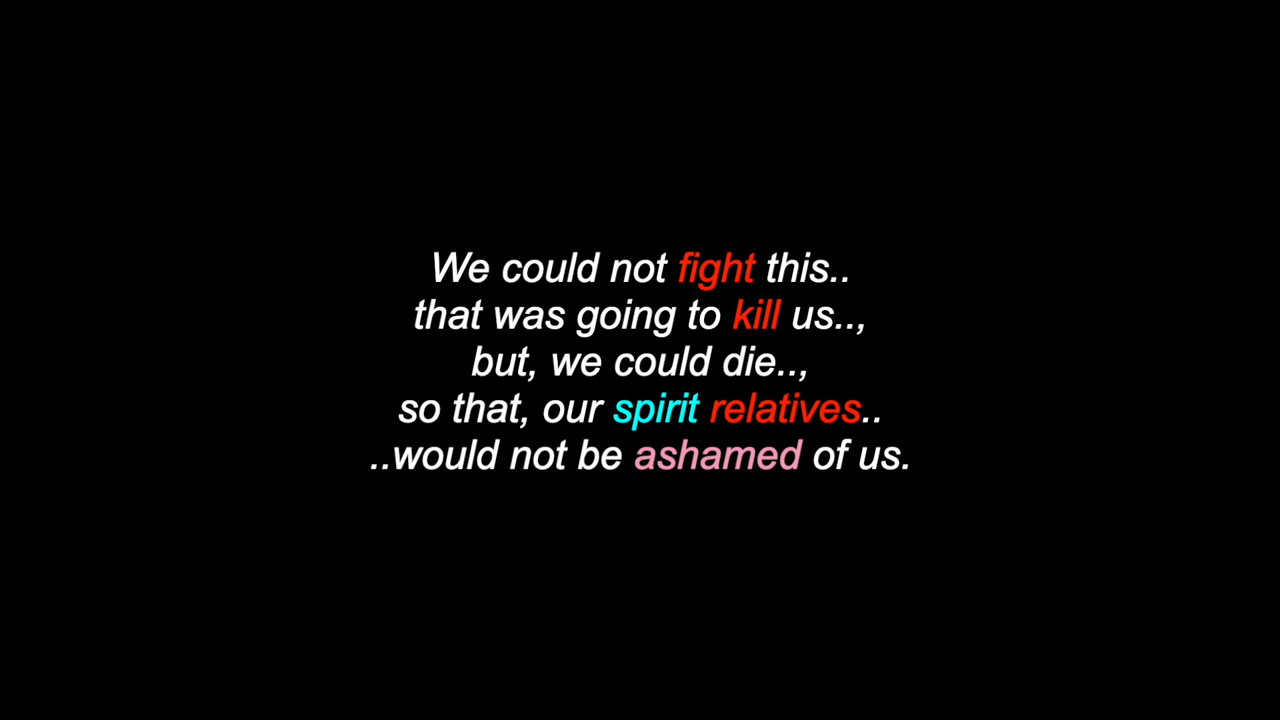 We could not fight this..
that was going to kill us..,
but, we could die..,
so that, our spirit relatives..
..would not be ashamed of us.